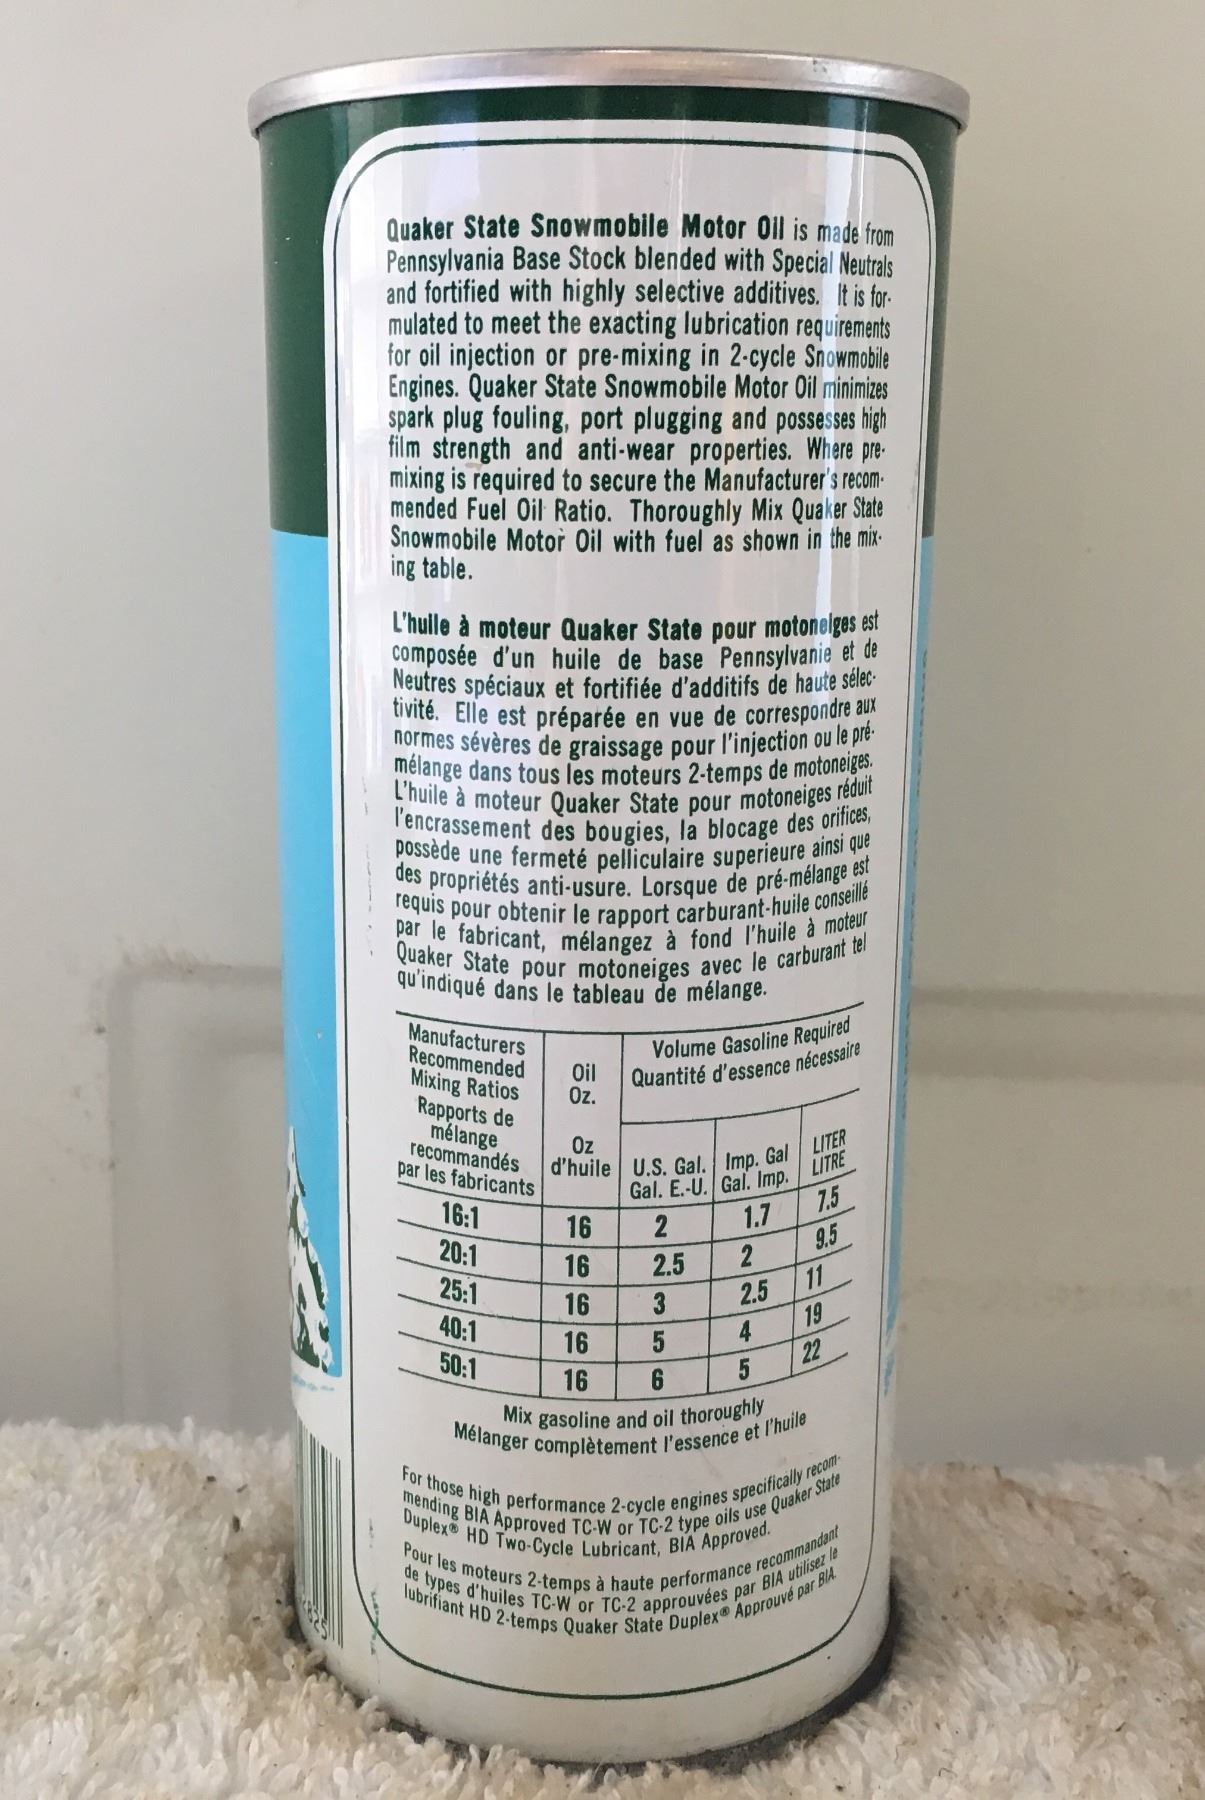 Quaker State Snowmobile Motor Oil is made from
Pennsylvania Base Stock blended with Special Neutrals
and fortified with highly selective additives. It is for-
mulated to meet the exacting lubrication requirements
for oil injection or pre-mixing in 2-cycle Snowmobile
Engines. Quaker State Snowmobile Motor Oil minimizes
spark plug fouling, port plugging and possesses high
film strength and anti-wear properties. Where pre-
mixing is required to secure the Manufacturer's recom-
mended Fuel Oil Ratio. Thoroughly Mix Quaker State
Snowmobile Motor Oil with fuel as shown in the mix-
ing table.
L'huile à moteur Quaker State pour motoneiges est
composée d'un huile de base Pennsylvanie et de
Neutres spéciaux et fortifiée d'additifs de haute sélec-
tivité. Elle est préparée en vue de correspondre aux
normes sévères de graissage pour l'injection ou le pré-
mélange dans tous les moteurs 2-temps de motoneiges.
L'huile à moteur Quaker State pour motoneiges réduit
l'encrassement des bougies, la blocage des orifices,
possède une fermeté pelliculaire superieure ainsi que
des propriétés anti-usure. Lorsque de pré-mélange est
requis pour obtenir le rapport carburant-huile conseillé
par le fabricant, mélangez à fond l'huile à moteur
Quaker State pour motoneiges avec le carburant tel
qu'indiqué dans le tableau de mélange.
Manufacturers
Recommended
Mixing Ratios
Rapports de
mélange
recommandés
par les fabricants
Oil
Oz.
Oz
d'huile
Volume Gasoline Required
Quantité d'essence nécessaire
U.S. Gal.
Gal. E.-U.
Imp. Gal
Gal. Imp.
LITER
LITRE
16:1 16 2 1.7 7.5
20:1 16 2.5 2 9.5
25:1 16 3 2.5 11
40:1 16 5 4 19
50:1 16 6 5 22
Mix gasoline and oil thoroughly
Mélanger complètement l'essence et l'huile
For those high performance 2-cycle engines specifically recom-
mending BIA Approved TC-W or TC-2 type oils use Quaker State
Duplex® HD Two-Cycle Lubricant, BIA Approved.
Pour les moteurs 2-temps à haute performance recommandant
de types d'huiles TC-W or TC-2 approuvées par BIA utilisez le
lubrifiant HD 2-temps Quaker State Duplex® Approuvé par BIA.